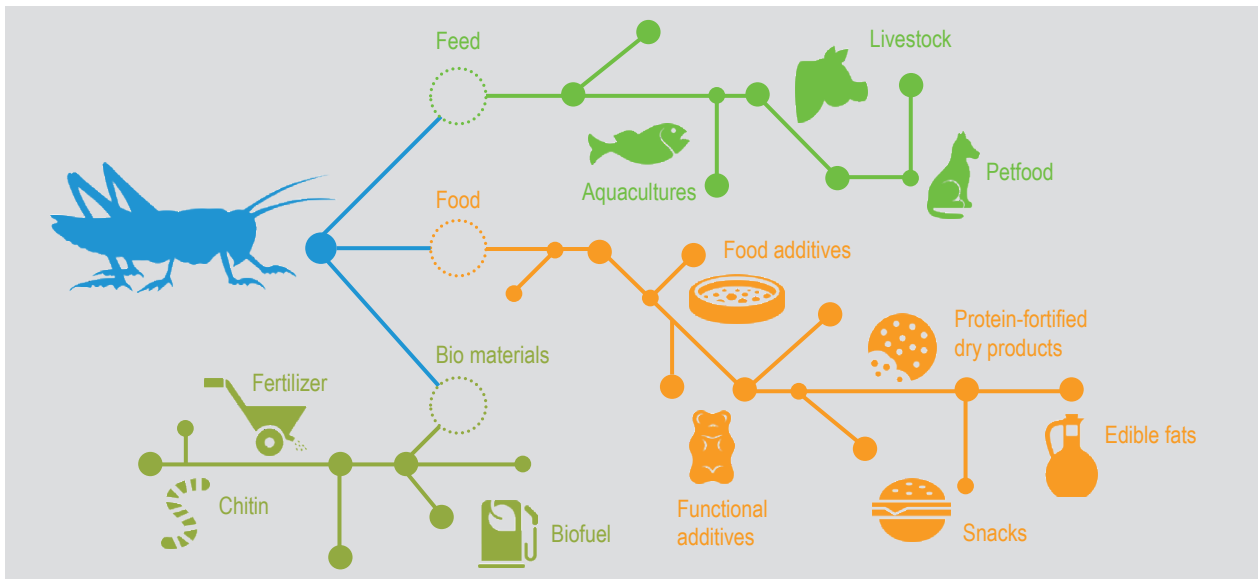 Feed
Livestock
Aquacultures
Petfood
Food
Food additives
Protein-fortified
dry products
Edible fats
Functional
additives
Snacks
Bio materials
Fertilizer
Chitin
Biofuel